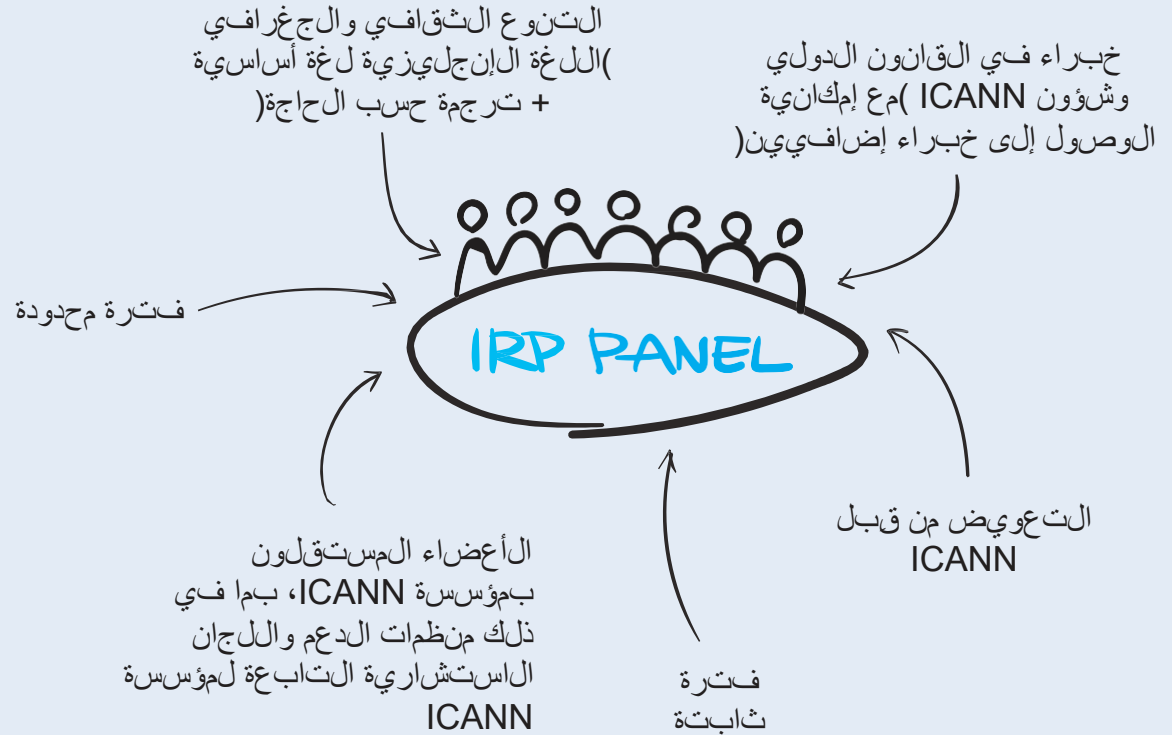 التنوع الثقافي والجغرافي
)اللغة الإنجليزية لغة أساسية
+ ترجمة حسب الحاجة(
خبراء في القانون الدولي
وشؤون ICANN )مع إمكانية
الوصول إلى خبراء إضافيين(
فترة محدودة
IRP PANEL
التعويض من قبل
ICANN
الأعضاء المستقلون
بمؤسسة ICANN، بما في
ذلك منظمات الدعم واللجان
الاستشارية التابعة لمؤسسة
ICANN
فترة
ثابتة